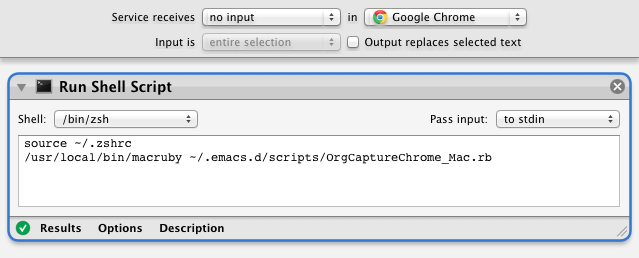 Service receives no input in Google Chrome
Input is entire selection Output replaces selected text
Run Shell Script
Shell: /bin/zsh Pass input: to stdin
source ~/.zshrc
/usr/local/bin/macruby ~/.emacs.d/scripts/OrgCaptureChrome_Mac.rb
Results Options Description